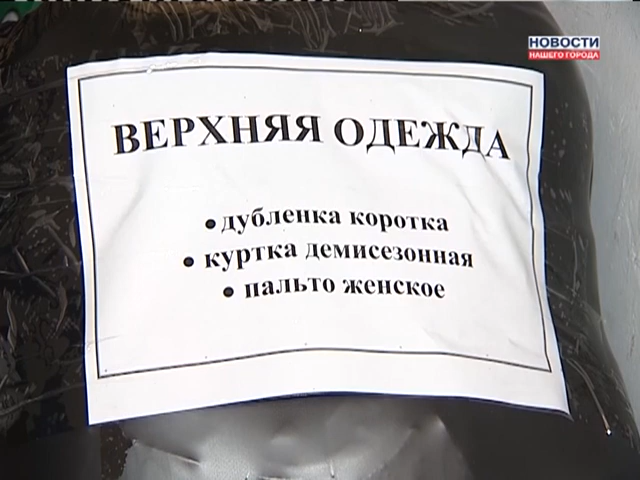 НОВОСТИ
НАШЕГО ГОРОДА
ВЕРХНЯЯ ОДЕЖДА
• дубленка коротка
• куртка демисезонная
• пальто женское